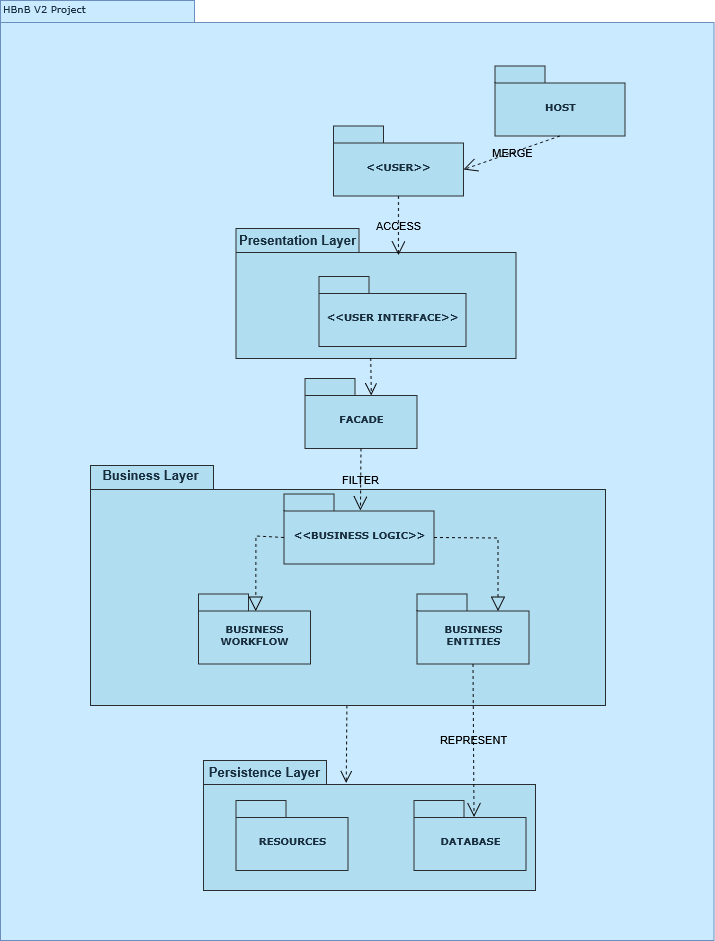 HBnB V2 Project
HOST
MERGE
<<USER>>
ACCESS
Presentation Layer
<<USER INTERFACE>>
FACADE
FILTER
Business Layer
<<BUSINESS LOGIC>>
BUSINESS
WORKFLOW
BUSINESS
ENTITIES
REPRESENT
Persistence Layer
RESOURCES
DATABASE